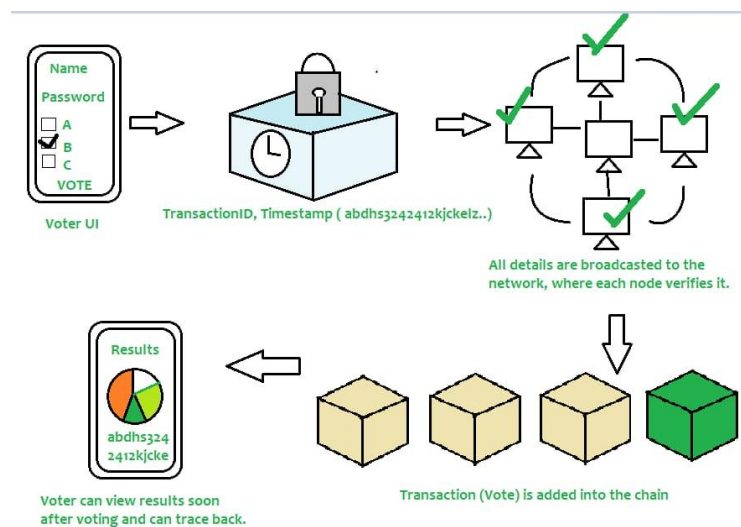 Name
Password
A
B
C
VOTE
Voter UI
TransactionID, Timestamp ( abdhs3242412kjckelz..)
All details are broadcasted to the
network, where each node verifies it.
Results
abdhs324
2412kjcke
Voter can view results soon
after voting and can trace back.
Transaction (Vote) is added into the chain